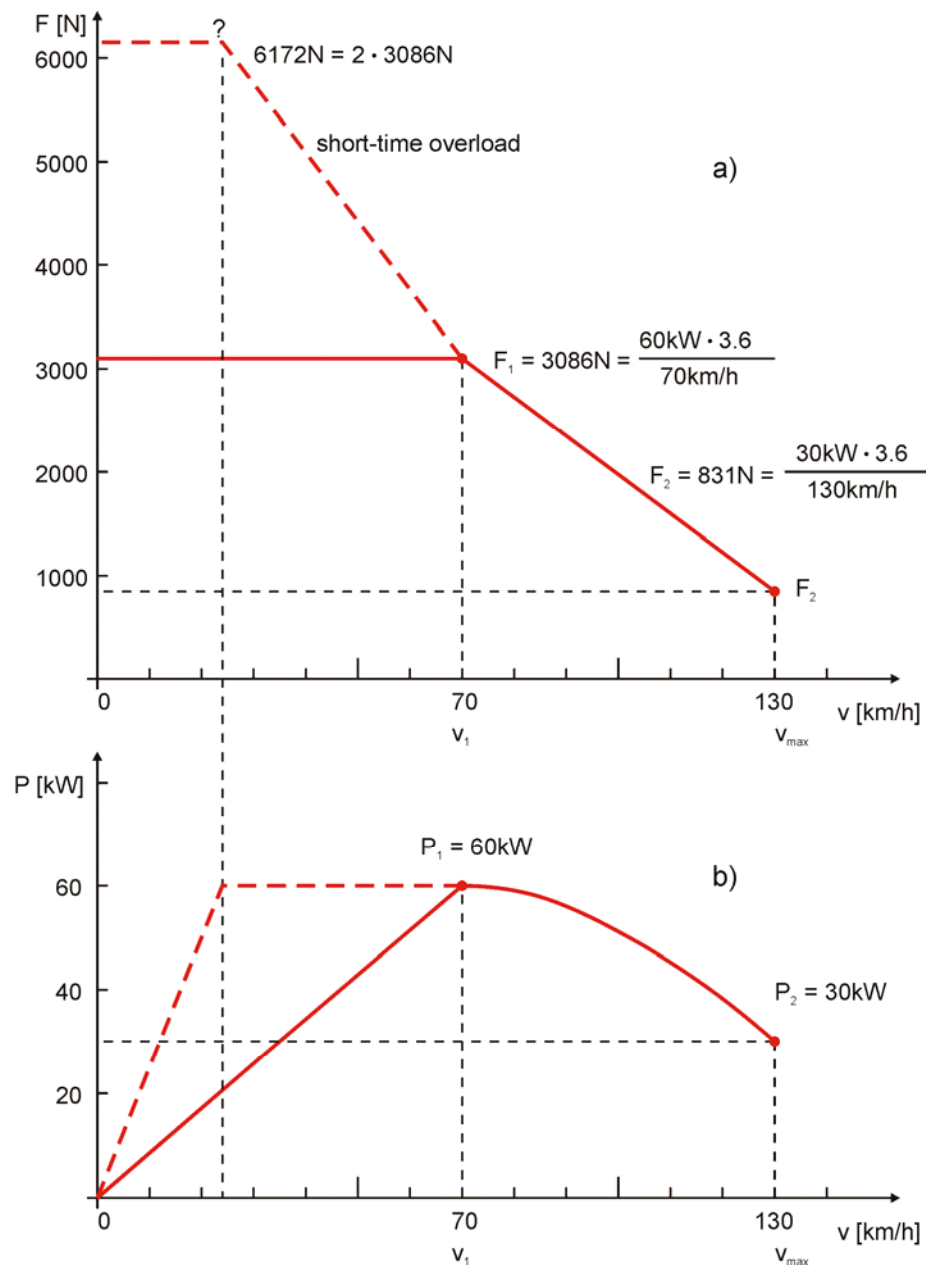 F [N]
?
6000
6172N = 2 · 3086N
short-time overload
5000
a)
4000
3000
F₁ = 3086N = 60kW · 3.6 / 70km/h
2000
F₂ = 831N = 30kW · 3.6 / 130km/h
1000
F₂
0
70
130
v [km/h]
v₁
vmax
P [kW]
P₁ = 60kW
b)
60
40
P₂ = 30kW
20
0
70
130
v [km/h]
v₁
vmax